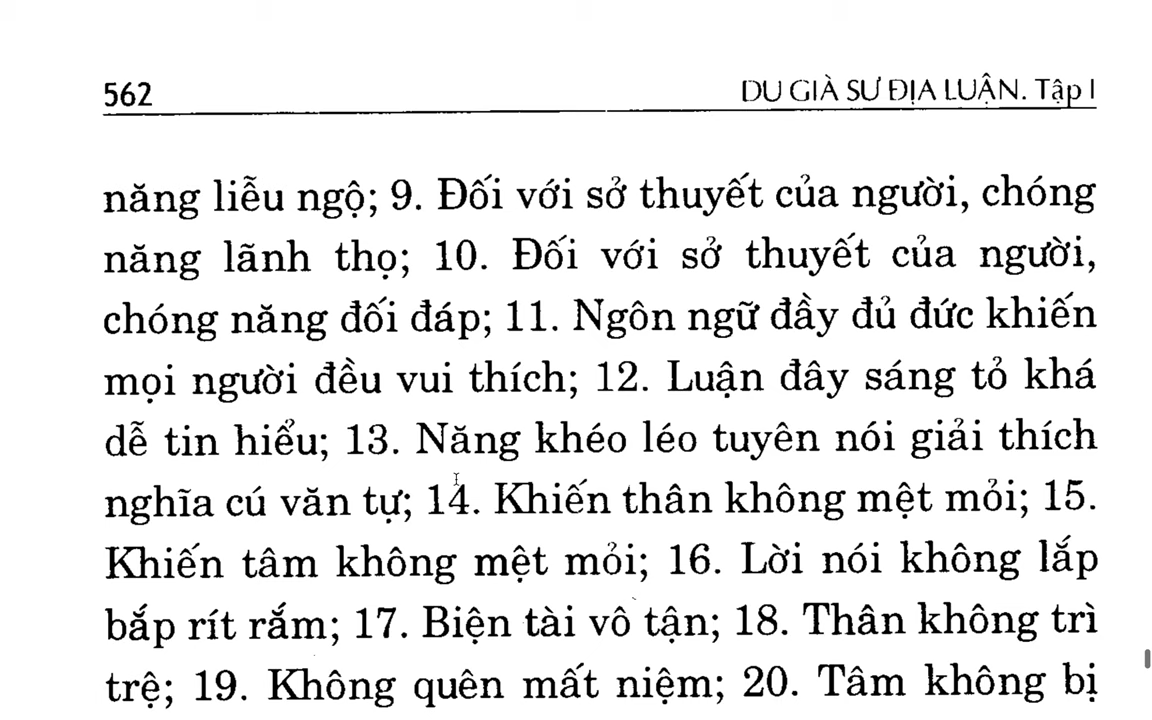 562
DU GIÀ SƯ ĐỊA LUẬN. Tập I
năng liễu ngộ; 9. Đối với sở thuyết của người, chóng
năng lãnh thọ; 10. Đối với sở thuyết của người,
chóng năng đối đáp; 11. Ngôn ngữ đầy đủ đức khiến
mọi người đều vui thích; 12. Luận đây sáng tỏ khá
dễ tin hiểu; 13. Năng khéo léo tuyên nói giải thích
nghĩa cú văn tự; 14. Khiến thân không mệt mỏi; 15.
Khiến tâm không mệt mỏi; 16. Lời nói không lắp
bắp rít rắm; 17. Biện tài vô tận; 18. Thân không trì
trệ; 19. Không quên mất niệm; 20. Tâm không bị